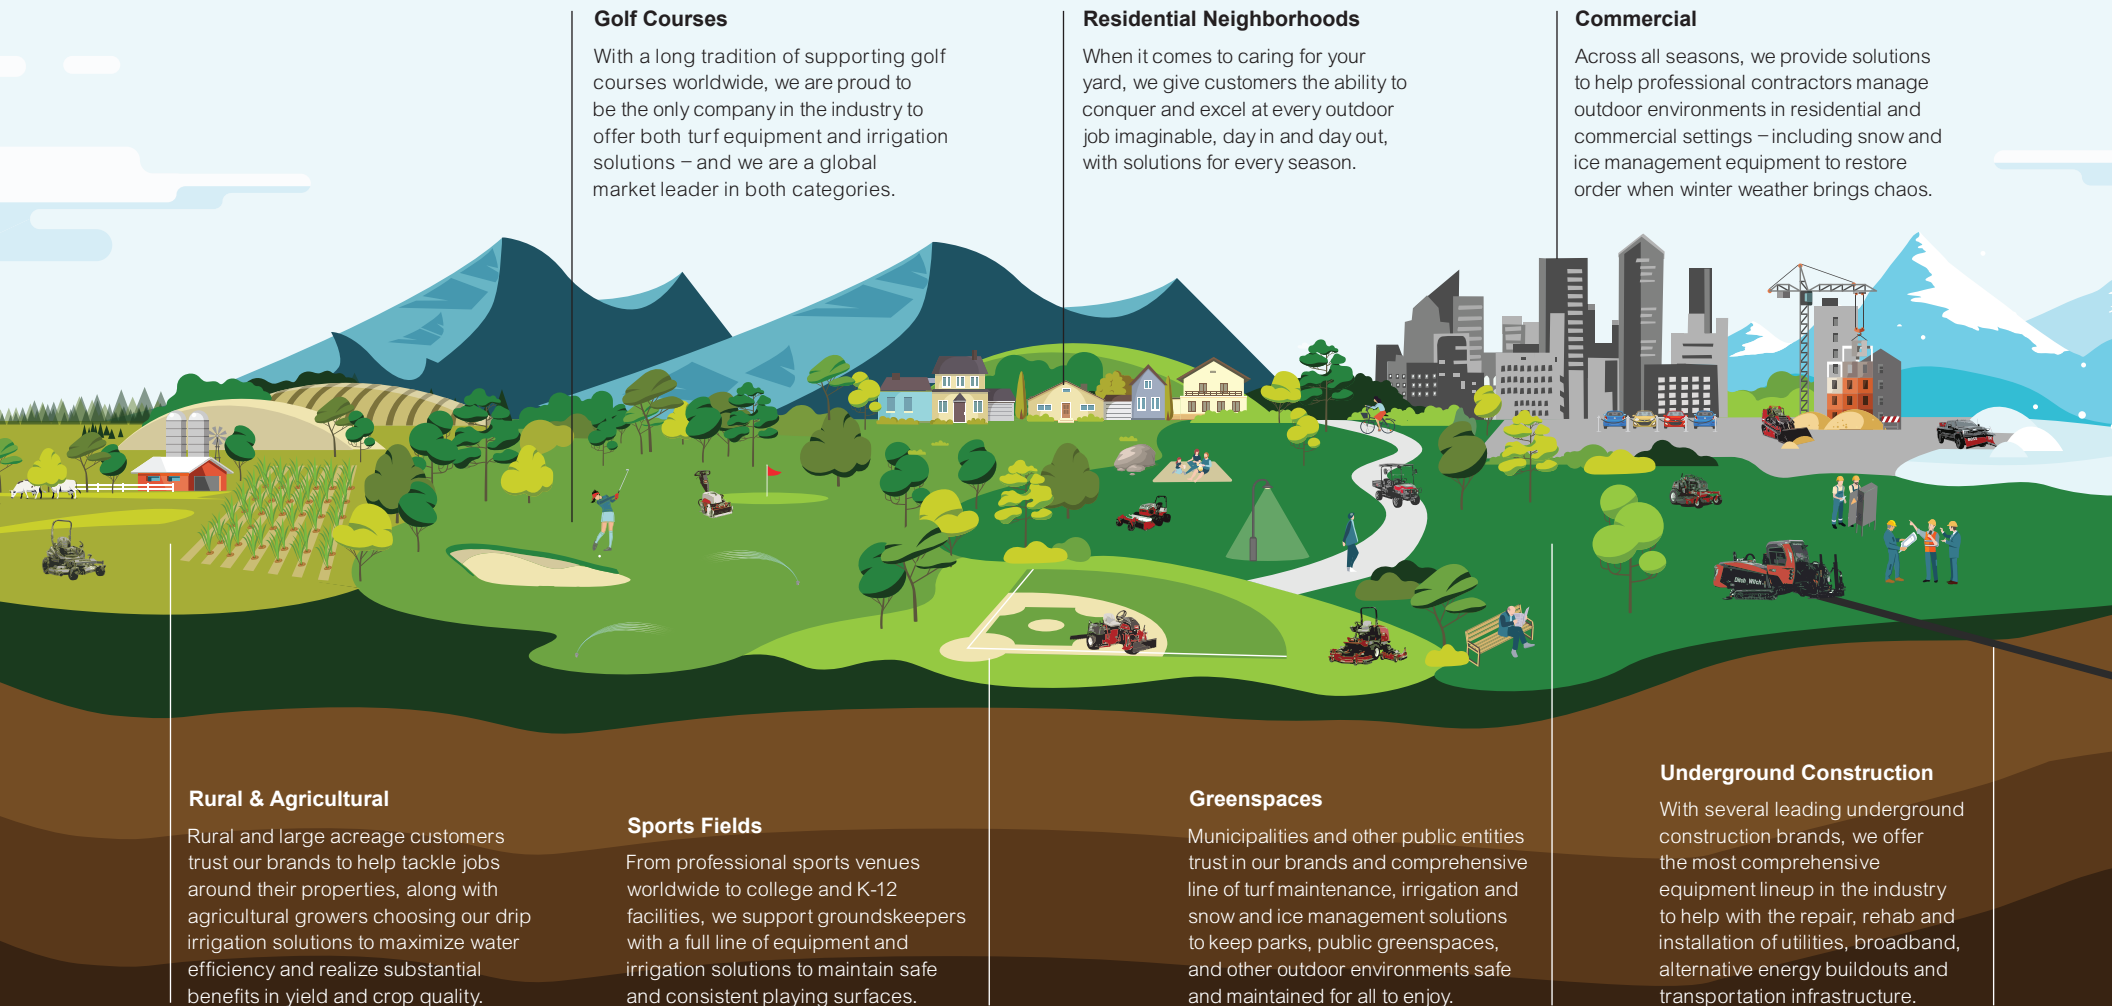 Golf Courses
With a long tradition of supporting golf
courses worldwide, we are proud to
be the only company in the industry to
offer both turf equipment and irrigation
solutions – and we are a global
market leader in both categories.
Residential Neighborhoods
When it comes to caring for your
yard, we give customers the ability to
conquer and excel at every outdoor
job imaginable, day in and day out,
with solutions for every season.
Commercial
Across all seasons, we provide solutions
to help professional contractors manage
outdoor environments in residential and
commercial settings – including snow and
ice management equipment to restore
order when winter weather brings chaos.
Ditch Witch
Rural & Agricultural
Rural and large acreage customers
trust our brands to help tackle jobs
around their properties, along with
agricultural growers choosing our drip
irrigation solutions to maximize water
efficiency and realize substantial
benefits in yield and crop quality.
Sports Fields
From professional sports venues
worldwide to college and K-12
facilities, we support groundskeepers
with a full line of equipment and
irrigation solutions to maintain safe
and consistent playing surfaces.
Greenspaces
Municipalities and other public entities
trust in our brands and comprehensive
line of turf maintenance, irrigation and
snow and ice management solutions
to keep parks, public greenspaces,
and other outdoor environments safe
and maintained for all to enjoy.
Underground Construction
With several leading underground
construction brands, we offer
the most comprehensive
equipment lineup in the industry
to help with the repair, rehab and
installation of utilities, broadband,
alternative energy buildouts and
transportation infrastructure.